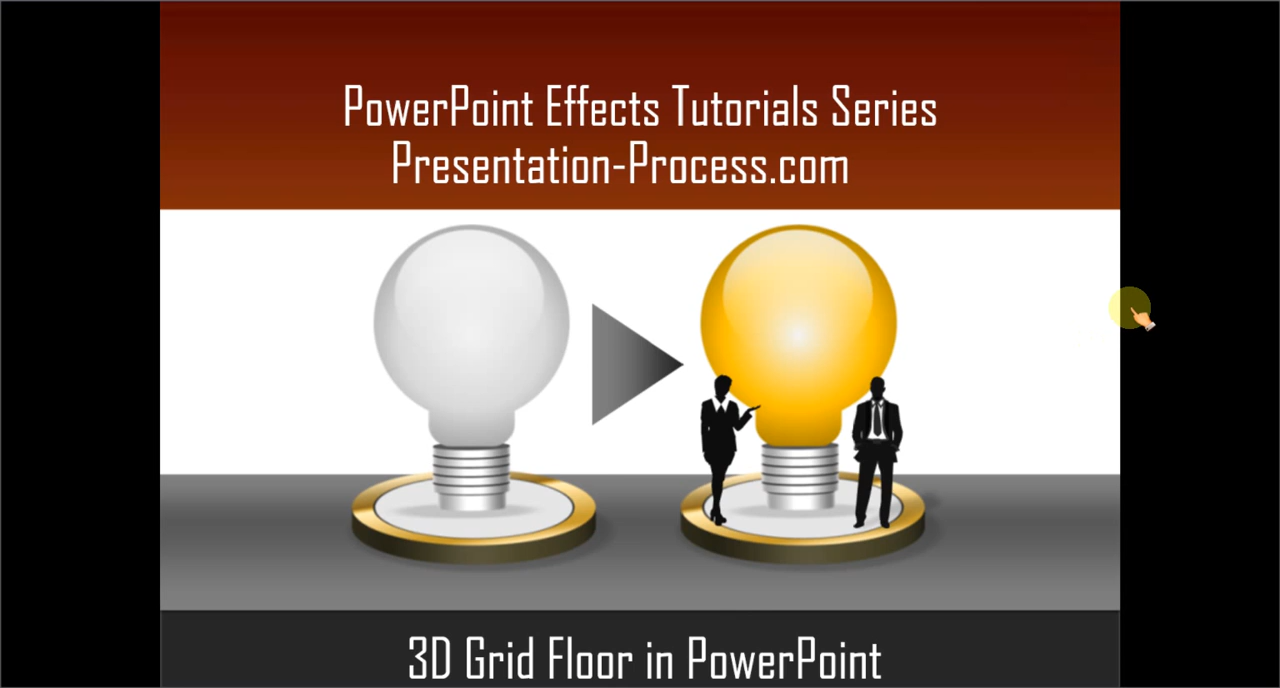 PowerPoint Effects Tutorials Series
Presentation-Process.com
3D Grid Floor in PowerPoint